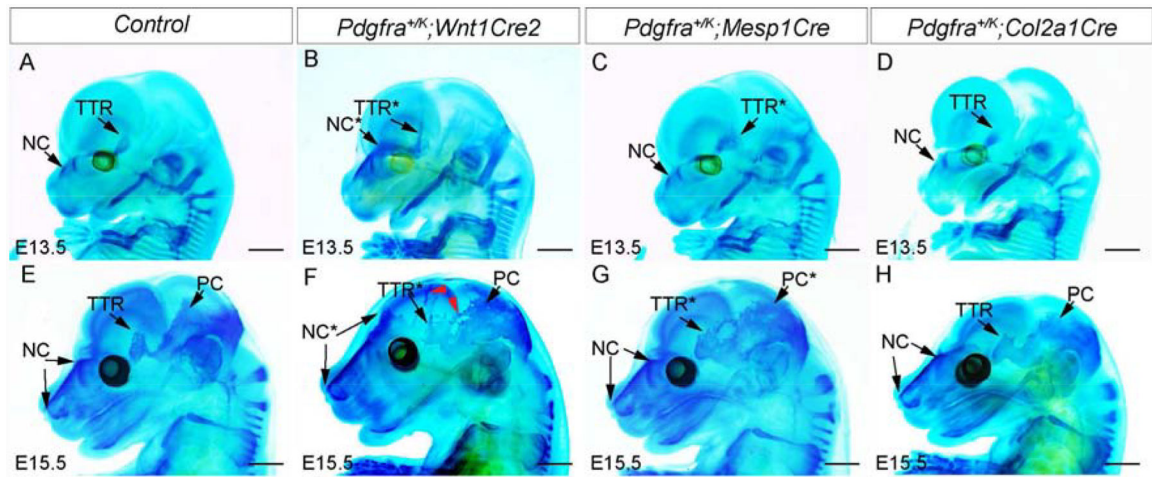 Control
Pdgfra+/K;Wnt1Cre2
Pdgfra+/K;Mesp1Cre
Pdgfra+/K;Col2a1Cre
A
TTR
NC
E13.5
B
TTR*
NC*
E13.5
C
TTR*
NC
E13.5
D
TTR
NC
E13.5
E
PC
TTR
NC
E15.5
F
PC
TTR*
NC*
E15.5
G
PC*
TTR*
NC
E15.5
H
PC
TTR
NC
E15.5